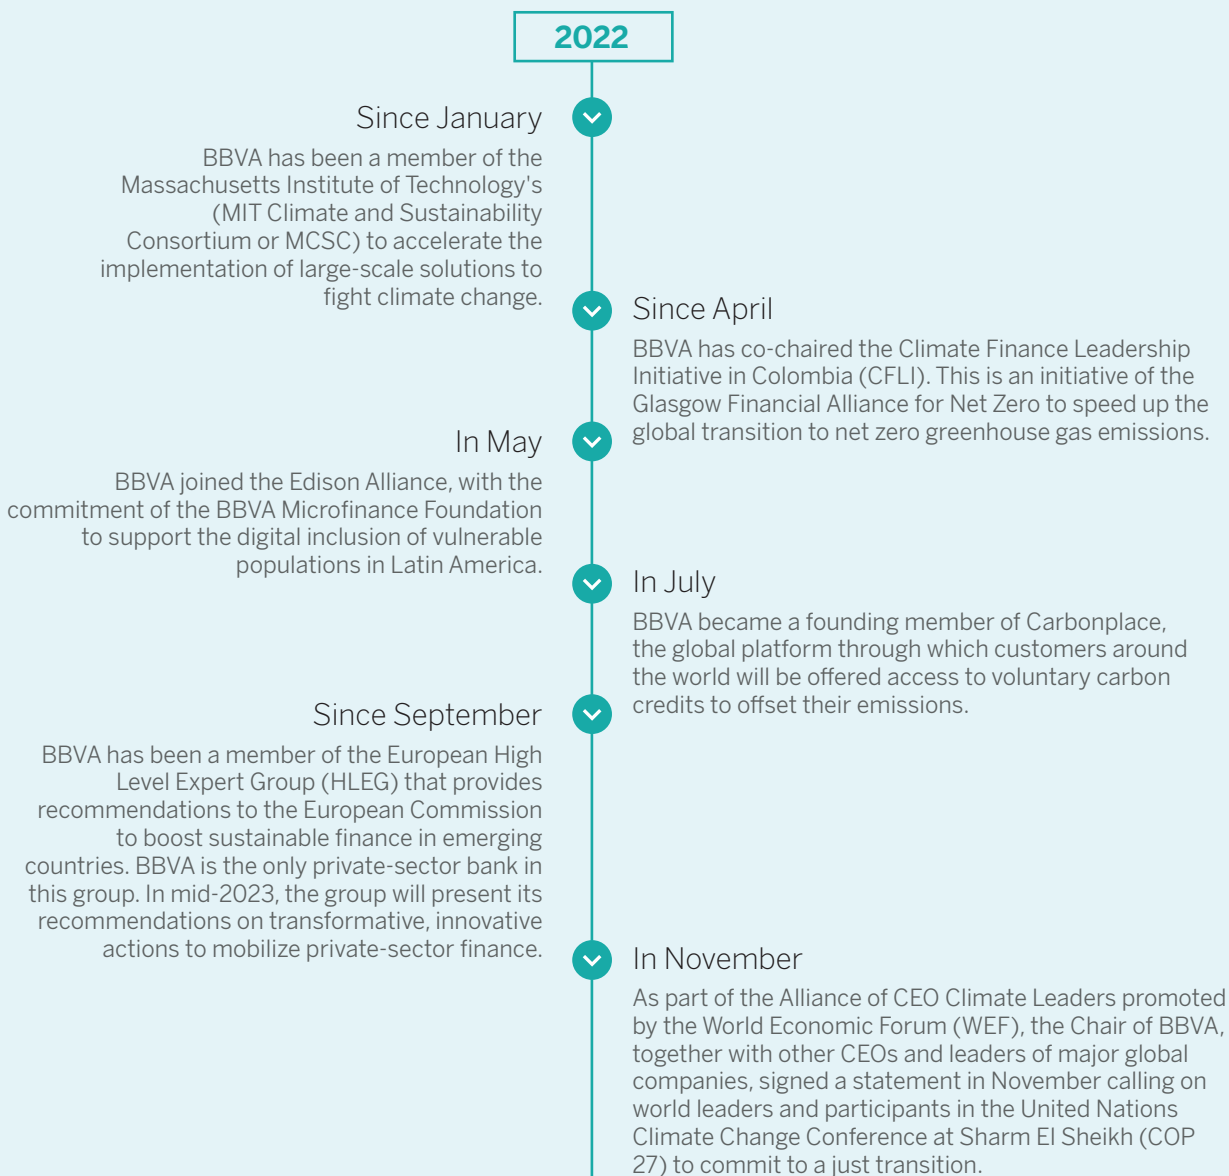 2022
Since January
BBVA has been a member of the
Massachusetts Institute of Technology's
(MIT Climate and Sustainability
Consortium or MCSC) to accelerate the
implementation of large-scale solutions to
fight climate change.
Since April
BBVA has co-chaired the Climate Finance Leadership
Initiative in Colombia (CFLI). This is an initiative of the
Glasgow Financial Alliance for Net Zero to speed up the
global transition to net zero greenhouse gas emissions.
In May
BBVA joined the Edison Alliance, with the
commitment of the BBVA Microfinance Foundation
to support the digital inclusion of vulnerable
populations in Latin America.
In July
BBVA became a founding member of Carbonplace,
the global platform through which customers around
the world will be offered access to voluntary carbon
credits to offset their emissions.
Since September
BBVA has been a member of the European High
Level Expert Group (HLEG) that provides
recommendations to the European Commission
to boost sustainable finance in emerging
countries. BBVA is the only private-sector bank in
this group. In mid-2023, the group will present its
recommendations on transformative, innovative
actions to mobilize private-sector finance.
In November
As part of the Alliance of CEO Climate Leaders promoted
by the World Economic Forum (WEF), the Chair of BBVA,
together with other CEOs and leaders of major global
companies, signed a statement in November calling on
world leaders and participants in the United Nations
Climate Change Conference at Sharm El Sheikh (COP
27) to commit to a just transition.